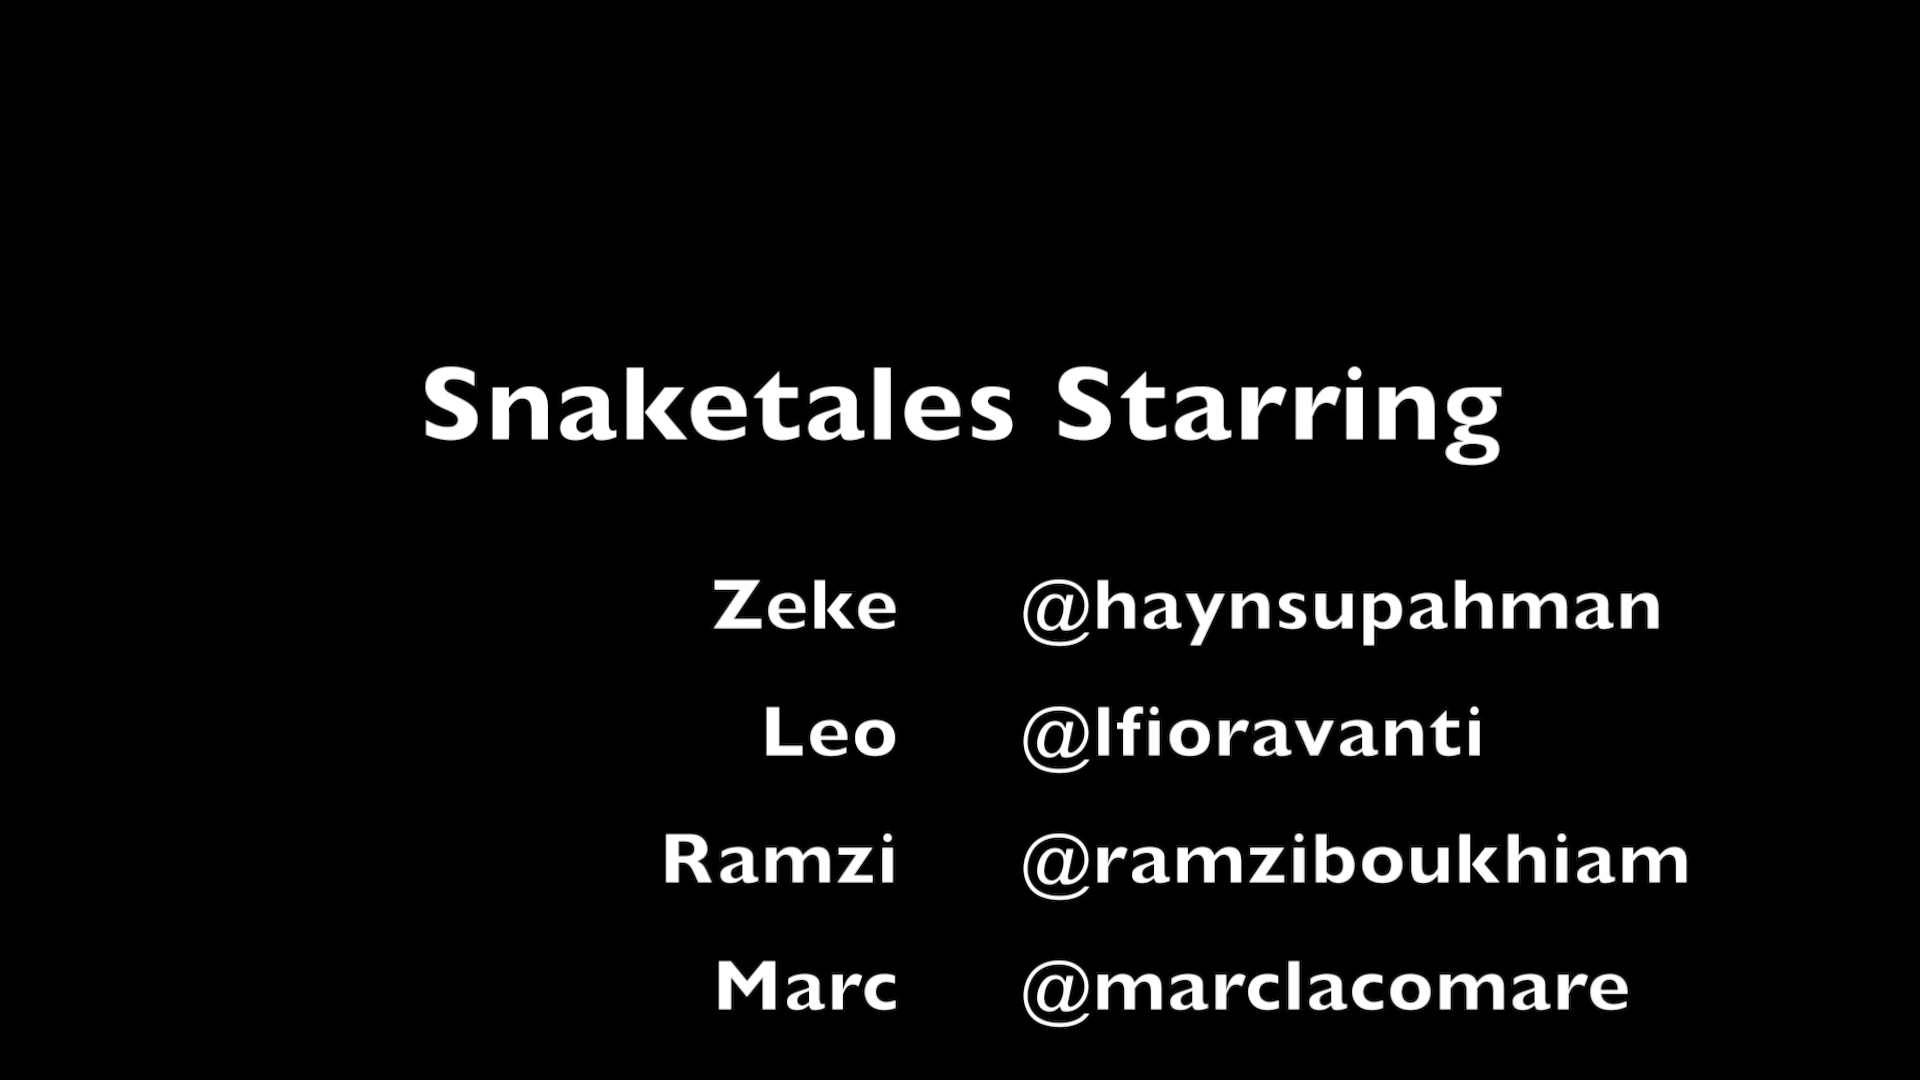 Snaketales Starring
Zeke @haynsupahman
Leo @lfioravanti
Ramzi @ramziboukhiam
Marc @marclacomare